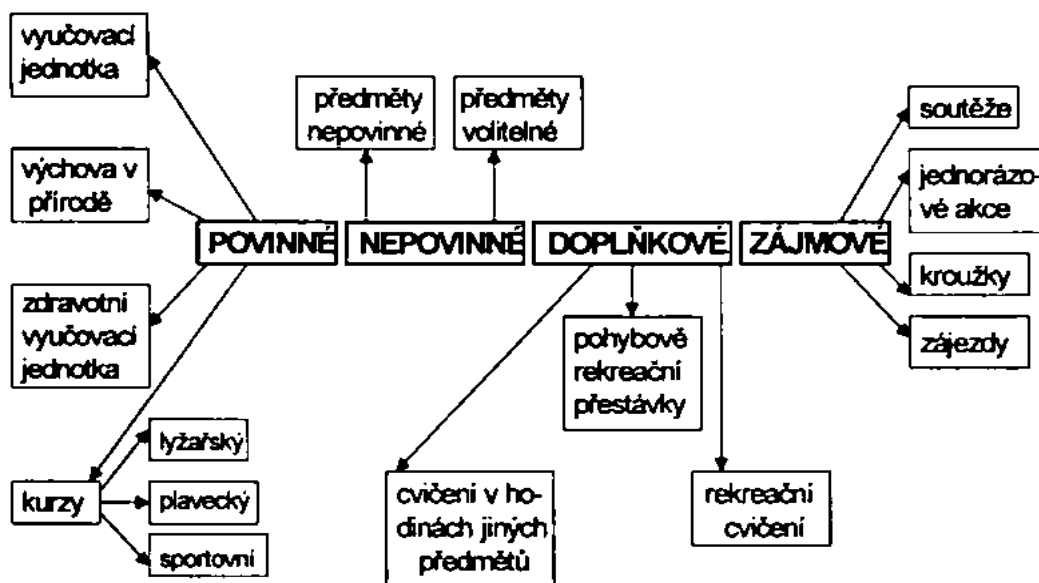 vyučovací
jednotka
předměty
nepovinné
předměty
volitelné
soutěže
výchova v
přírodě
jednorázo-
vé akce
POVINNÉ
NEPOVINNÉ
DOPLŇKOVÉ
ZÁJMOVÉ
kroužky
zdravotní
vyučovací
jednotka
zájezdy
pohybově
rekreační
přestávky
lyžařský
kurzy
plavecký
sportovní
cvičení v ho-
dinách jiných
předmětů
rekreační
cvičení